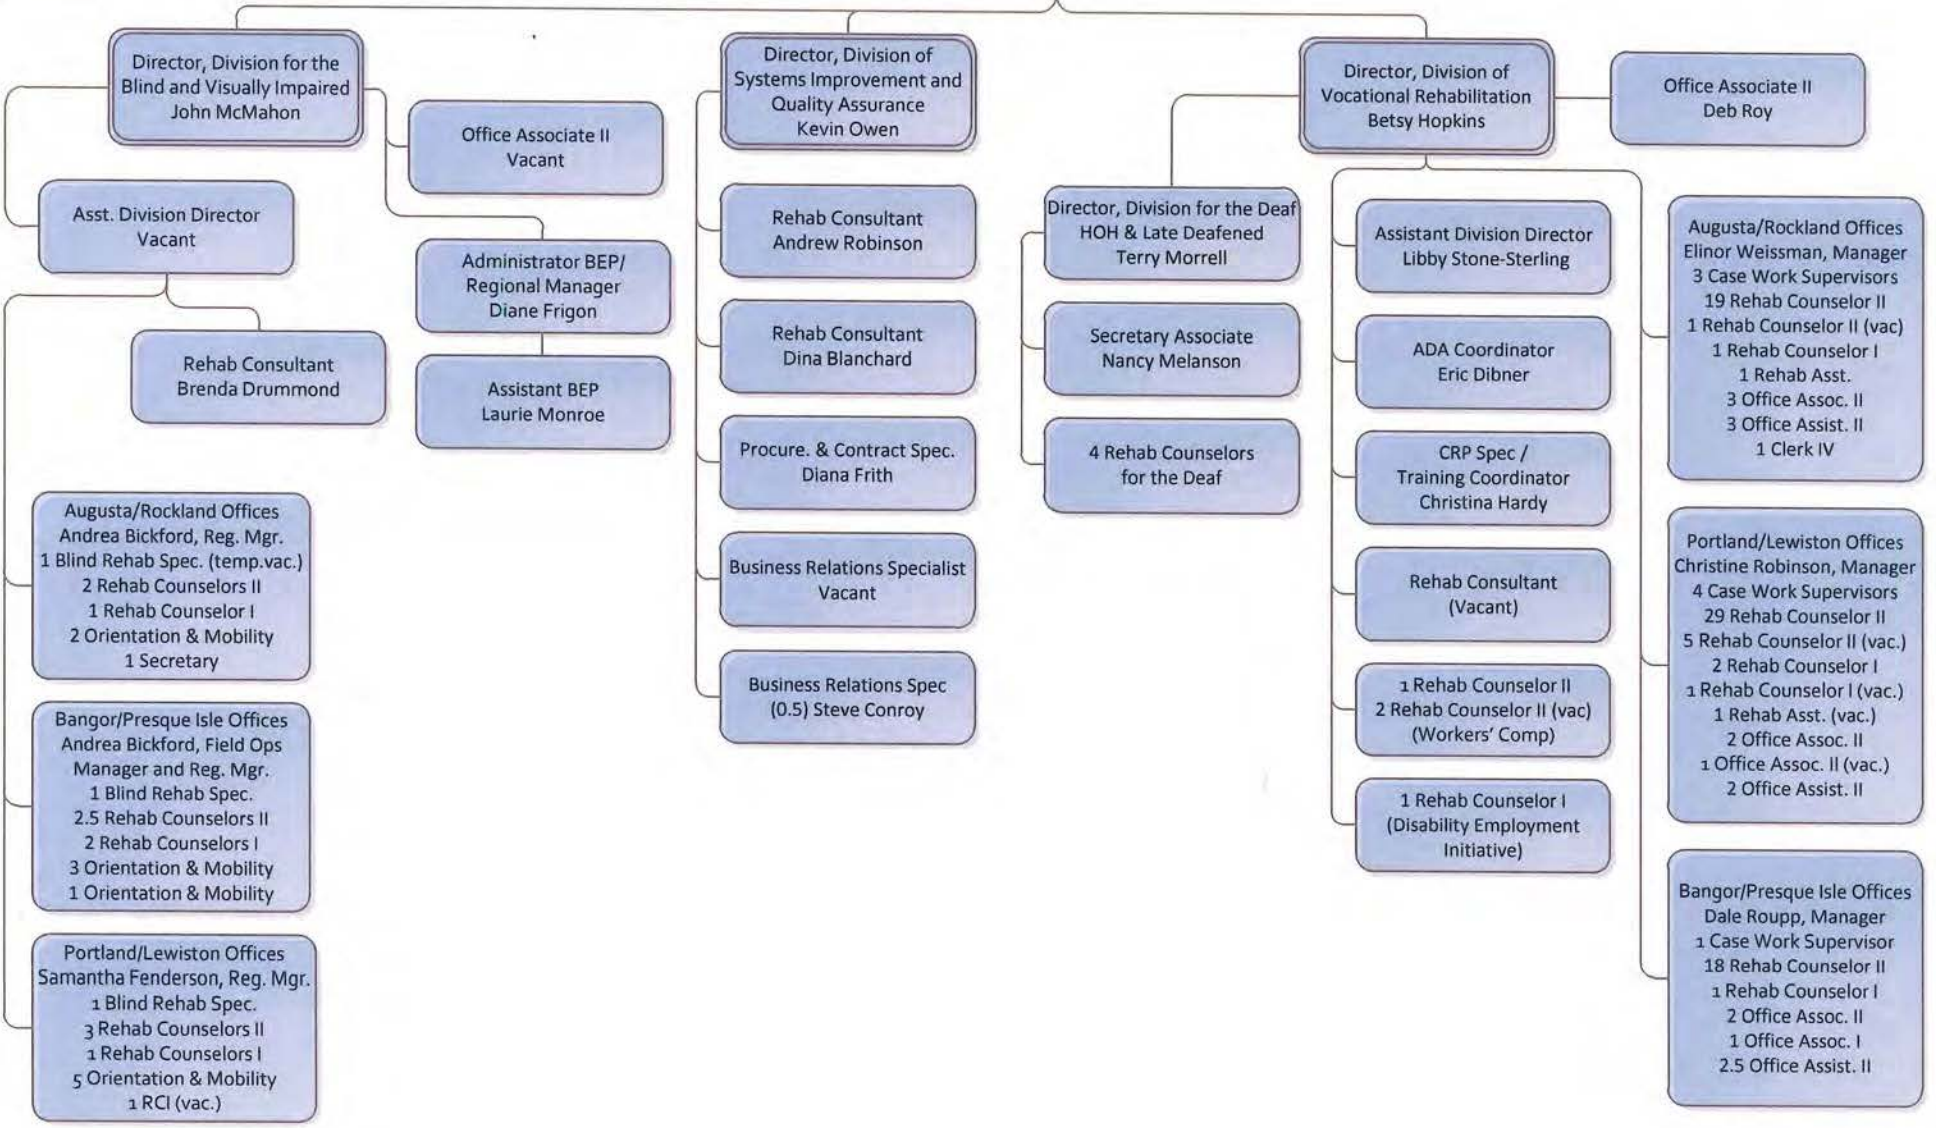 Director, Division for the
Blind and Visually Impaired
John McMahon
Office Associate II
Vacant
Asst. Division Director
Vacant
Administrator BEP/
Regional Manager
Diane Frigon
Rehab Consultant
Brenda Drummond
Assistant BEP
Laurie Monroe
Augusta/Rockland Offices
Andrea Bickford, Reg. Mgr.
1 Blind Rehab Spec. (temp.vac.)
2 Rehab Counselors II
1 Rehab Counselor I
2 Orientation & Mobility
1 Secretary
Bangor/Presque Isle Offices
Andrea Bickford, Field Ops
Manager and Reg. Mgr.
1 Blind Rehab Spec.
2.5 Rehab Counselors II
2 Rehab Counselors I
3 Orientation & Mobility
1 Orientation & Mobility
Portland/Lewiston Offices
Samantha Fenderson, Reg. Mgr.
1 Blind Rehab Spec.
3 Rehab Counselors II
1 Rehab Counselors I
5 Orientation & Mobility
1 RCI (vac.)
Director, Division of
Systems Improvement and
Quality Assurance
Kevin Owen
Rehab Consultant
Andrew Robinson
Rehab Consultant
Dina Blanchard
Procure. & Contract Spec.
Diana Frith
Business Relations Specialist
Vacant
Business Relations Spec
(0.5) Steve Conroy
Director, Division of
Vocational Rehabilitation
Betsy Hopkins
Office Associate II
Deb Roy
Director, Division for the Deaf
HOH & Late Deafened
Terry Morrell
Secretary Associate
Nancy Melanson
4 Rehab Counselors
for the Deaf
Assistant Division Director
Libby Stone-Sterling
ADA Coordinator
Eric Dibner
CRP Spec /
Training Coordinator
Christina Hardy
Rehab Consultant
(Vacant)
1 Rehab Counselor II
2 Rehab Counselor II (vac)
(Workers' Comp)
1 Rehab Counselor I
(Disability Employment
Initiative)
Augusta/Rockland Offices
Elinor Weissman, Manager
3 Case Work Supervisors
19 Rehab Counselor II
1 Rehab Counselor II (vac)
1 Rehab Counselor I
1 Rehab Asst.
3 Office Assoc. II
3 Office Assist. II
1 Clerk IV
Portland/Lewiston Offices
Christine Robinson, Manager
4 Case Work Supervisors
29 Rehab Counselor II
5 Rehab Counselor II (vac.)
2 Rehab Counselor I
1 Rehab Counselor I (vac.)
1 Rehab Asst. (vac.)
2 Office Assoc. II
1 Office Assoc. II (vac.)
2 Office Assist. II
Bangor/Presque Isle Offices
Dale Roupp, Manager
1 Case Work Supervisor
18 Rehab Counselor II
1 Rehab Counselor I
2 Office Assoc. II
1 Office Assoc. I
2.5 Office Assist. II